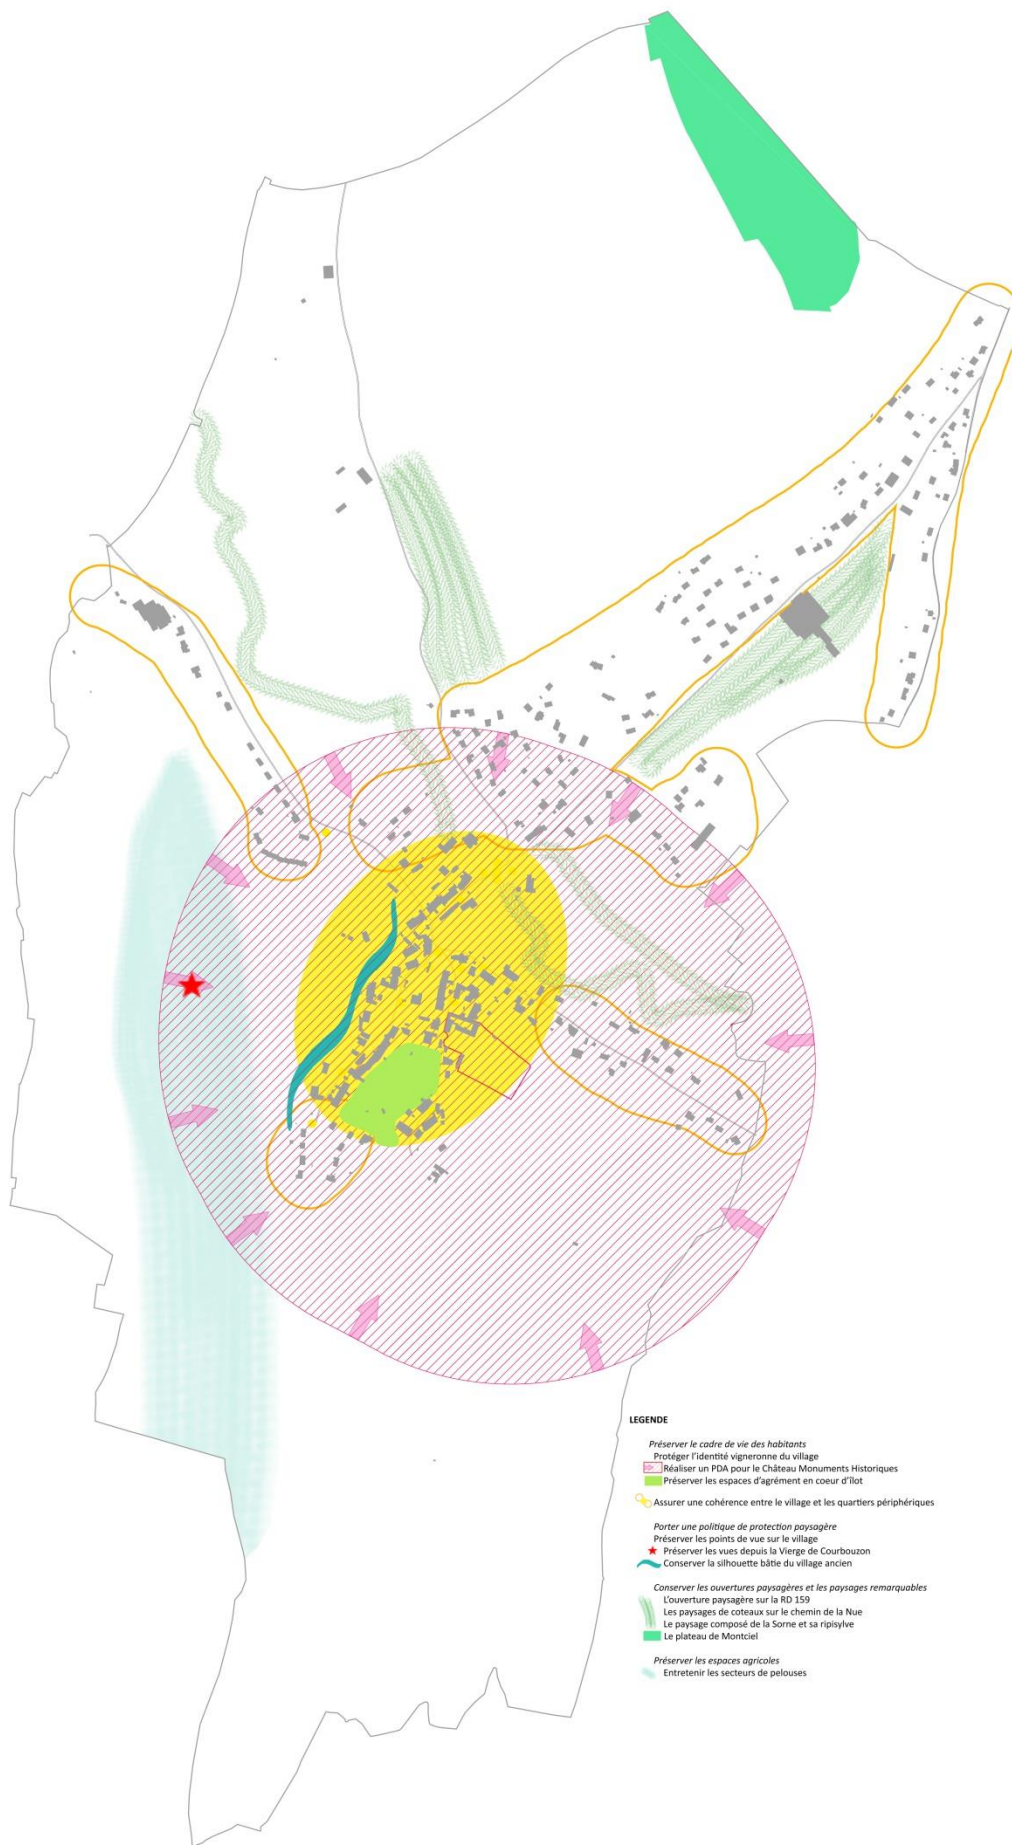 LEGENDE
Préserver le cadre de vie des habitants
Protéger l'identité vigneronne du village
Réaliser un PDA pour le Château Monuments Historiques
Préserver les espaces d'agrément en coeur d'îlot
Assurer une cohérence entre le village et les quartiers périphériques
Porter une politique de protection paysagère
Préserver les points de vue sur le village
Préserver les vues depuis la Vierge de Courbouzon
Conserver la silhouette bâtie du village ancien
Conserver les ouvertures paysagères et les paysages remarquables
L'ouverture paysagère sur la RD 159
Les paysages de coteaux sur le chemin de la Nue
Le paysage composé de la Sorne et sa ripisylve
Le plateau de Montciel
Préserver les espaces agricoles
Entretenir les secteurs de pelouses